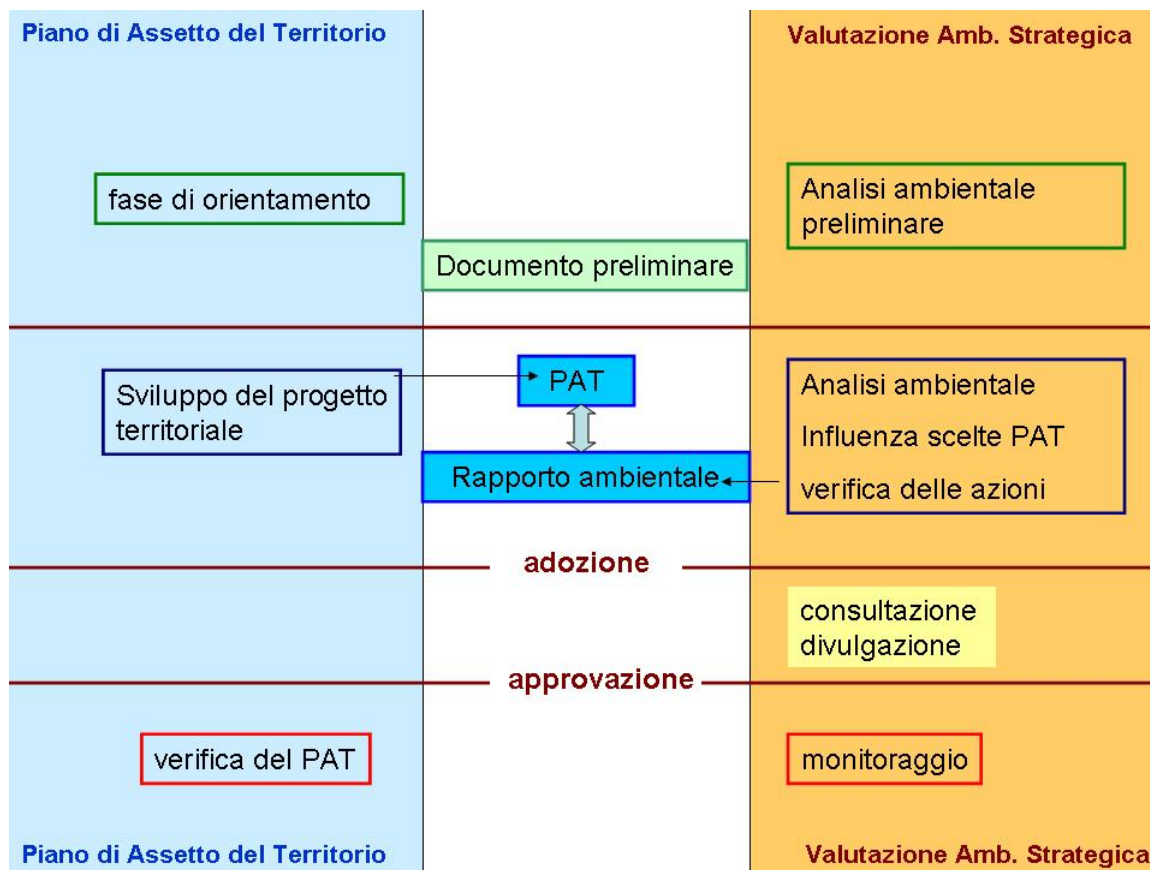 Piano di Assetto del Territorio
Valutazione Amb. Strategica
fase di orientamento
Analisi ambientale
preliminare
Documento preliminare
Sviluppo del progetto
territoriale
PAT
Rapporto ambientale
Analisi ambientale
Influenza scelte PAT
verifica delle azioni
adozione
consultazione
divulgazione
approvazione
verifica del PAT
monitoraggio
Piano di Assetto del Territorio
Valutazione Amb. Strategica